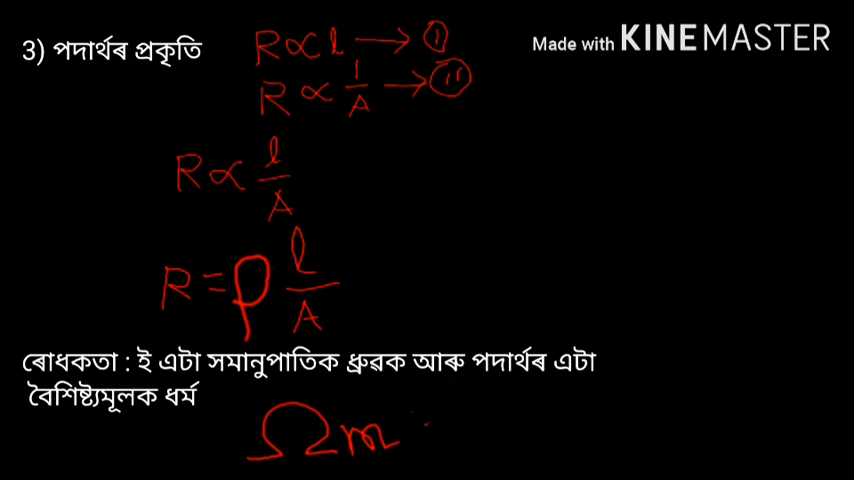 3) পদাৰ্থৰ প্ৰকৃতি
R ∝ l → (i)
Made with KINEMASTER
R ∝ 1/A → (ii)
R ∝ l/A
R = ρ l/A
ৰোধকতা : ই এটা সমানুপাতিক ধ্ৰুৱক আৰু পদাৰ্থৰ এটা
বৈশিষ্ট্যমূলক ধৰ্ম
Ωm